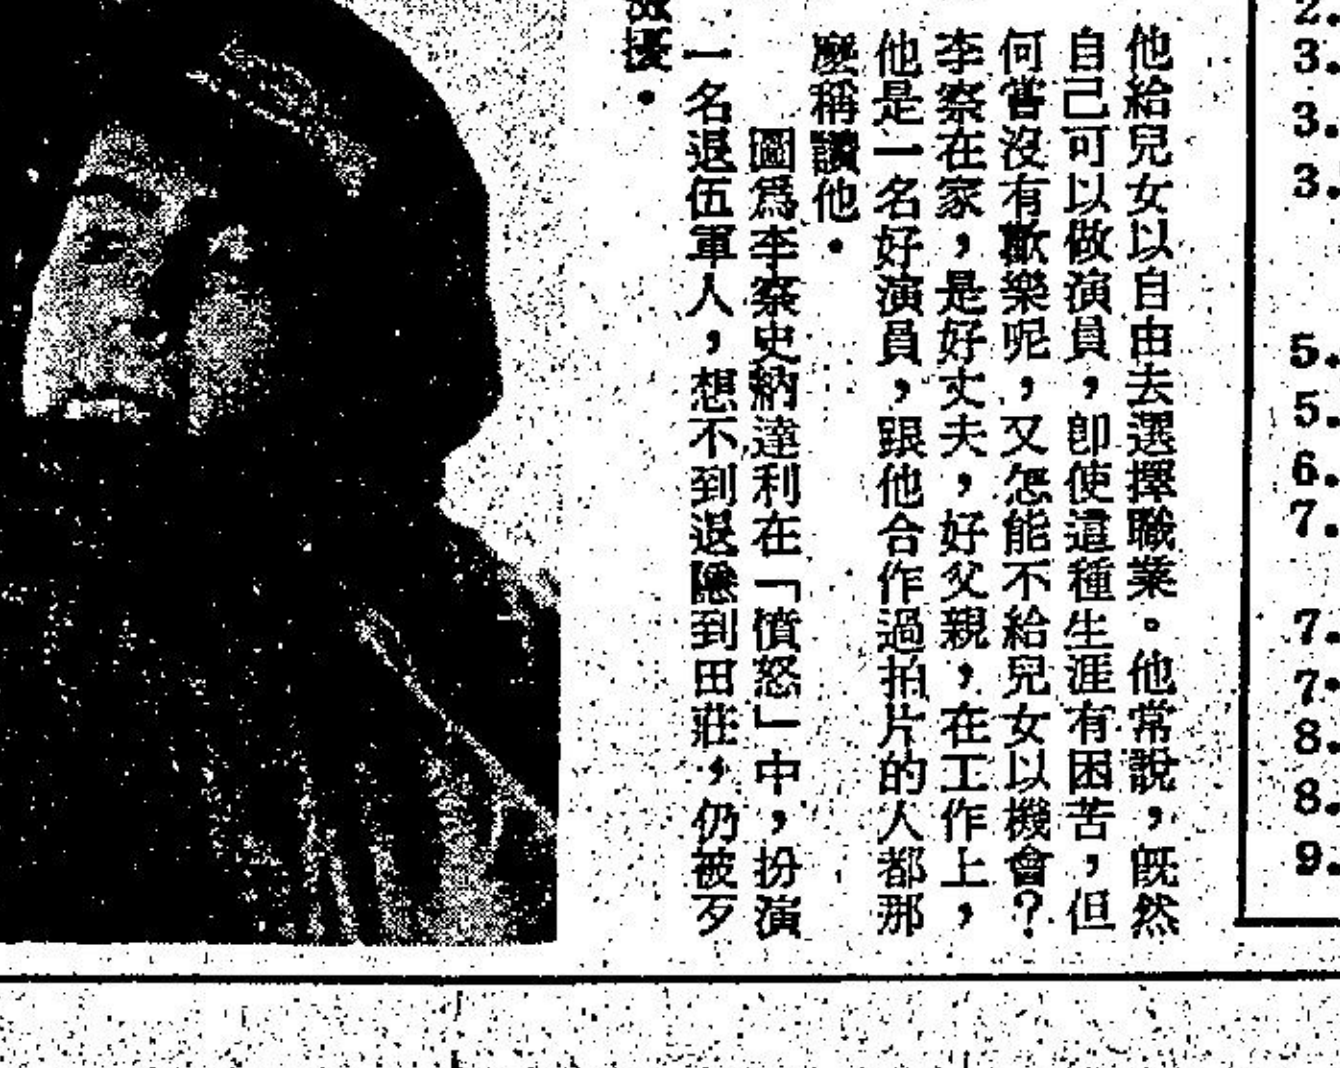 他給兒女以自由去選擇職業。他常說，既然
自己可以做演員，卽使這種生涯有困苦，但
何嘗沒有歡樂呢，又怎能不給兒女以機會？
李察在家，是好丈夫，好父親，在工作上，
他是一名好演員，跟他合作過拍片的人都那
麼稱讚他．
圖爲李察史納達利在「憤怒」中，扮演
一名退伍軍人，想不到退隱到田莊，仍被歹
擾．
2.
3.
3.
3.
5.
5.
6.
7.
7.
7.
8.
8.
9.